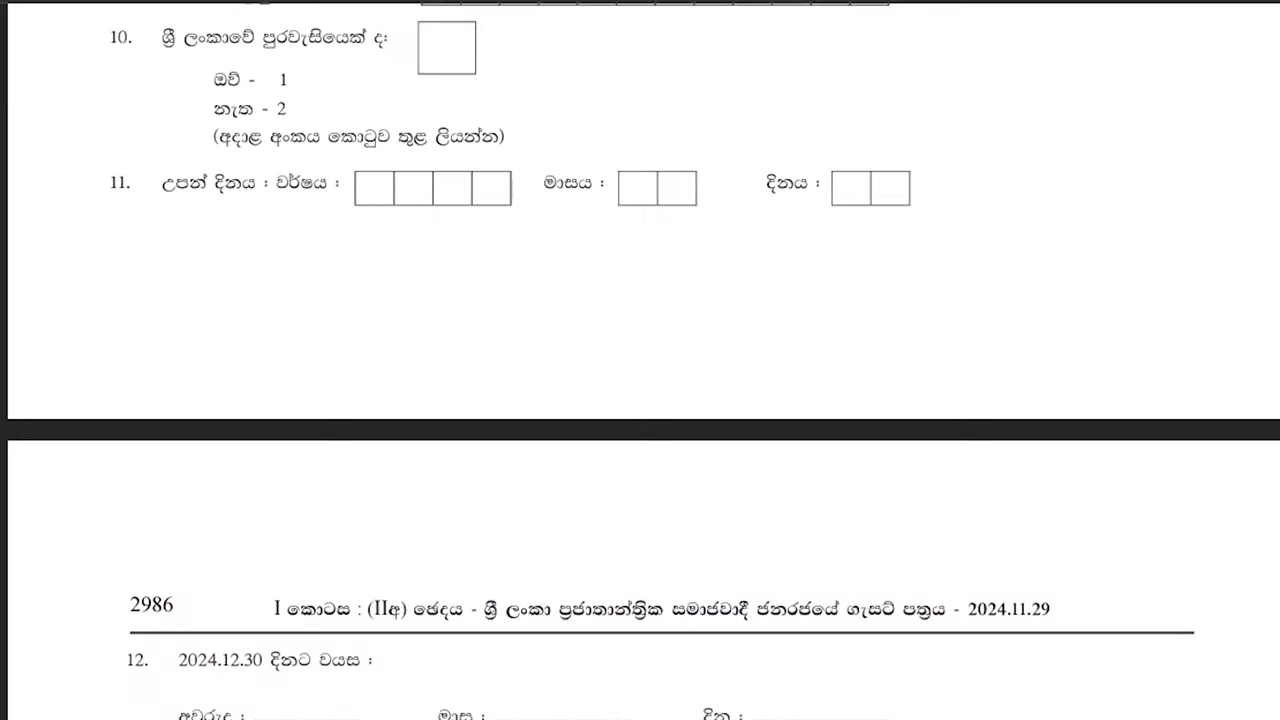 10. ශ්‍රී ලංකාවේ පුරවැසියෙක් ද:
ඔව් - 1
නැත - 2
(අදාළ අංකය කොටුව තුළ ලියන්න)
11. උපන් දිනය : වර්ෂය : මාසය : දිනය :
2986 I කොටස : (IIඅ) ඡෙදය - ශ්‍රී ලංකා ප්‍රජාතාන්ත්‍රික සමාජවාදී ජනරජයේ ගැසට් පත්‍රය - 2024.11.29
12. 2024.12.30 දිනට වයස :
අවුරුදු : මාස : දින :